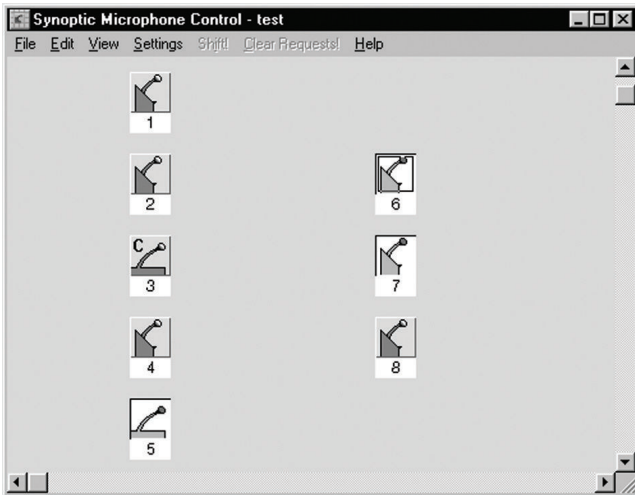 Synoptic Microphone Control - test
File Edit View Settings Shift! Clear Requests! Help
1
2 6
C
3 7
4 8
5